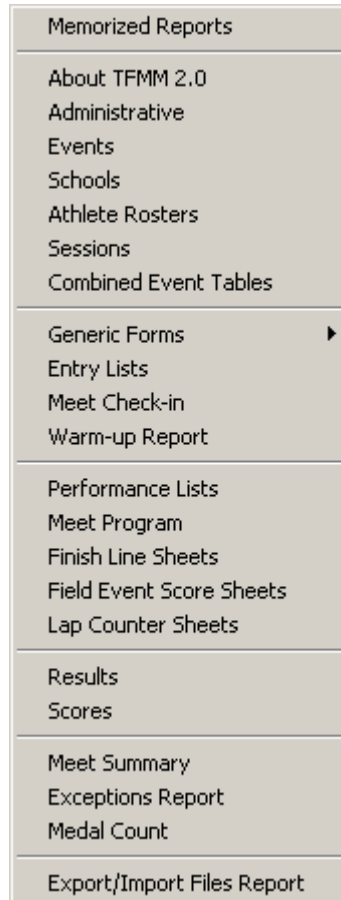 Memorized Reports
About TFMM 2.0
Administrative
Events
Schools
Athlete Rosters
Sessions
Combined Event Tables
Generic Forms
Entry Lists
Meet Check-in
Warm-up Report
Performance Lists
Meet Program
Finish Line Sheets
Field Event Score Sheets
Lap Counter Sheets
Results
Scores
Meet Summary
Exceptions Report
Medal Count
Export/Import Files Report